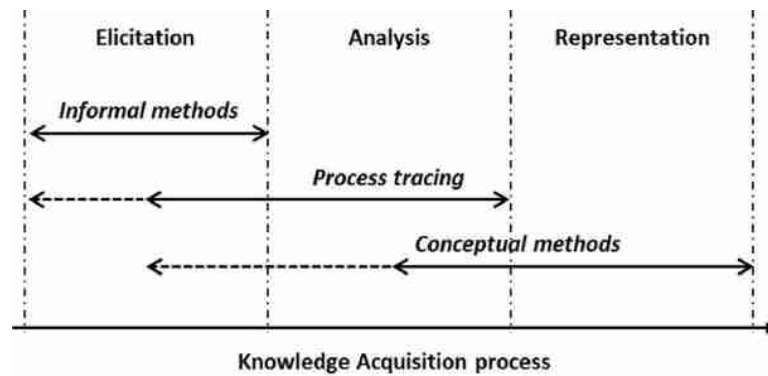 Elicitation Analysis Representation
Informal methods
Process tracing
Conceptual methods
Knowledge Acquisition process